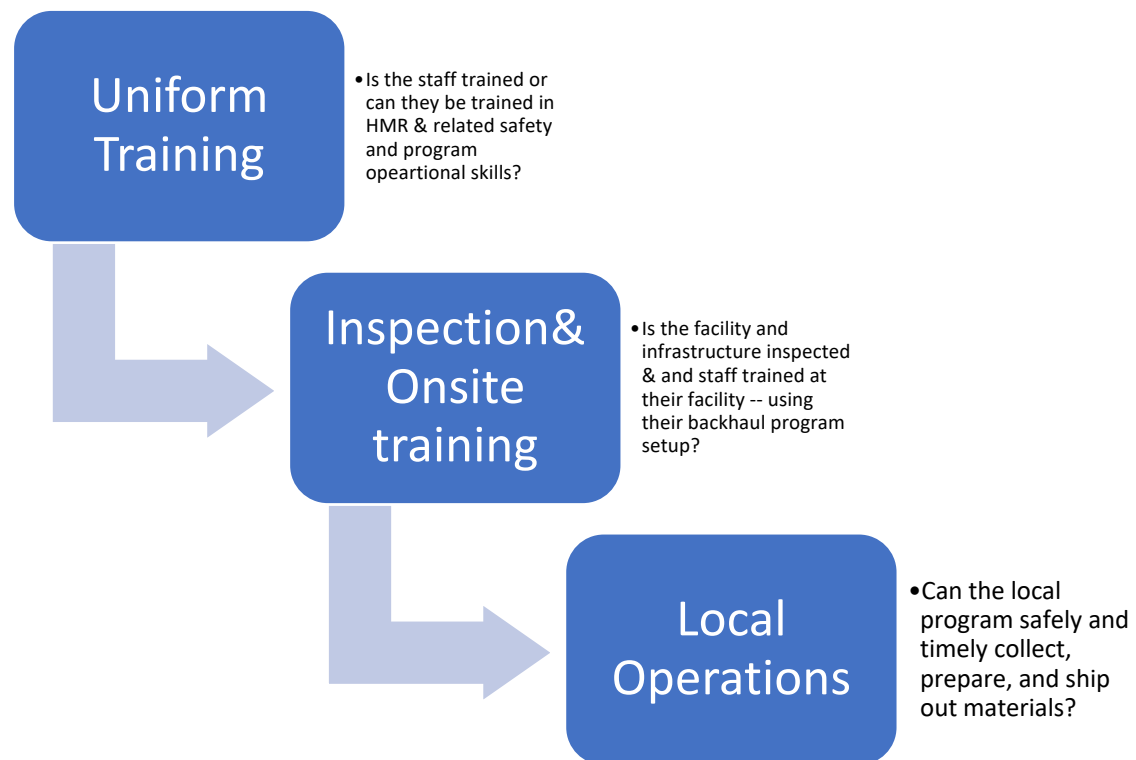 Uniform
Training
•Is the staff trained or
can they be trained in
HMR & related safety
and program
opeartional skills?
Inspection&
Onsite
training
•Is the facility and
infrastructure inspected
& and staff trained at
their facility -- using
their backhaul program
setup?
Local
Operations
•Can the local
program safely and
timely collect,
prepare, and ship
out materials?